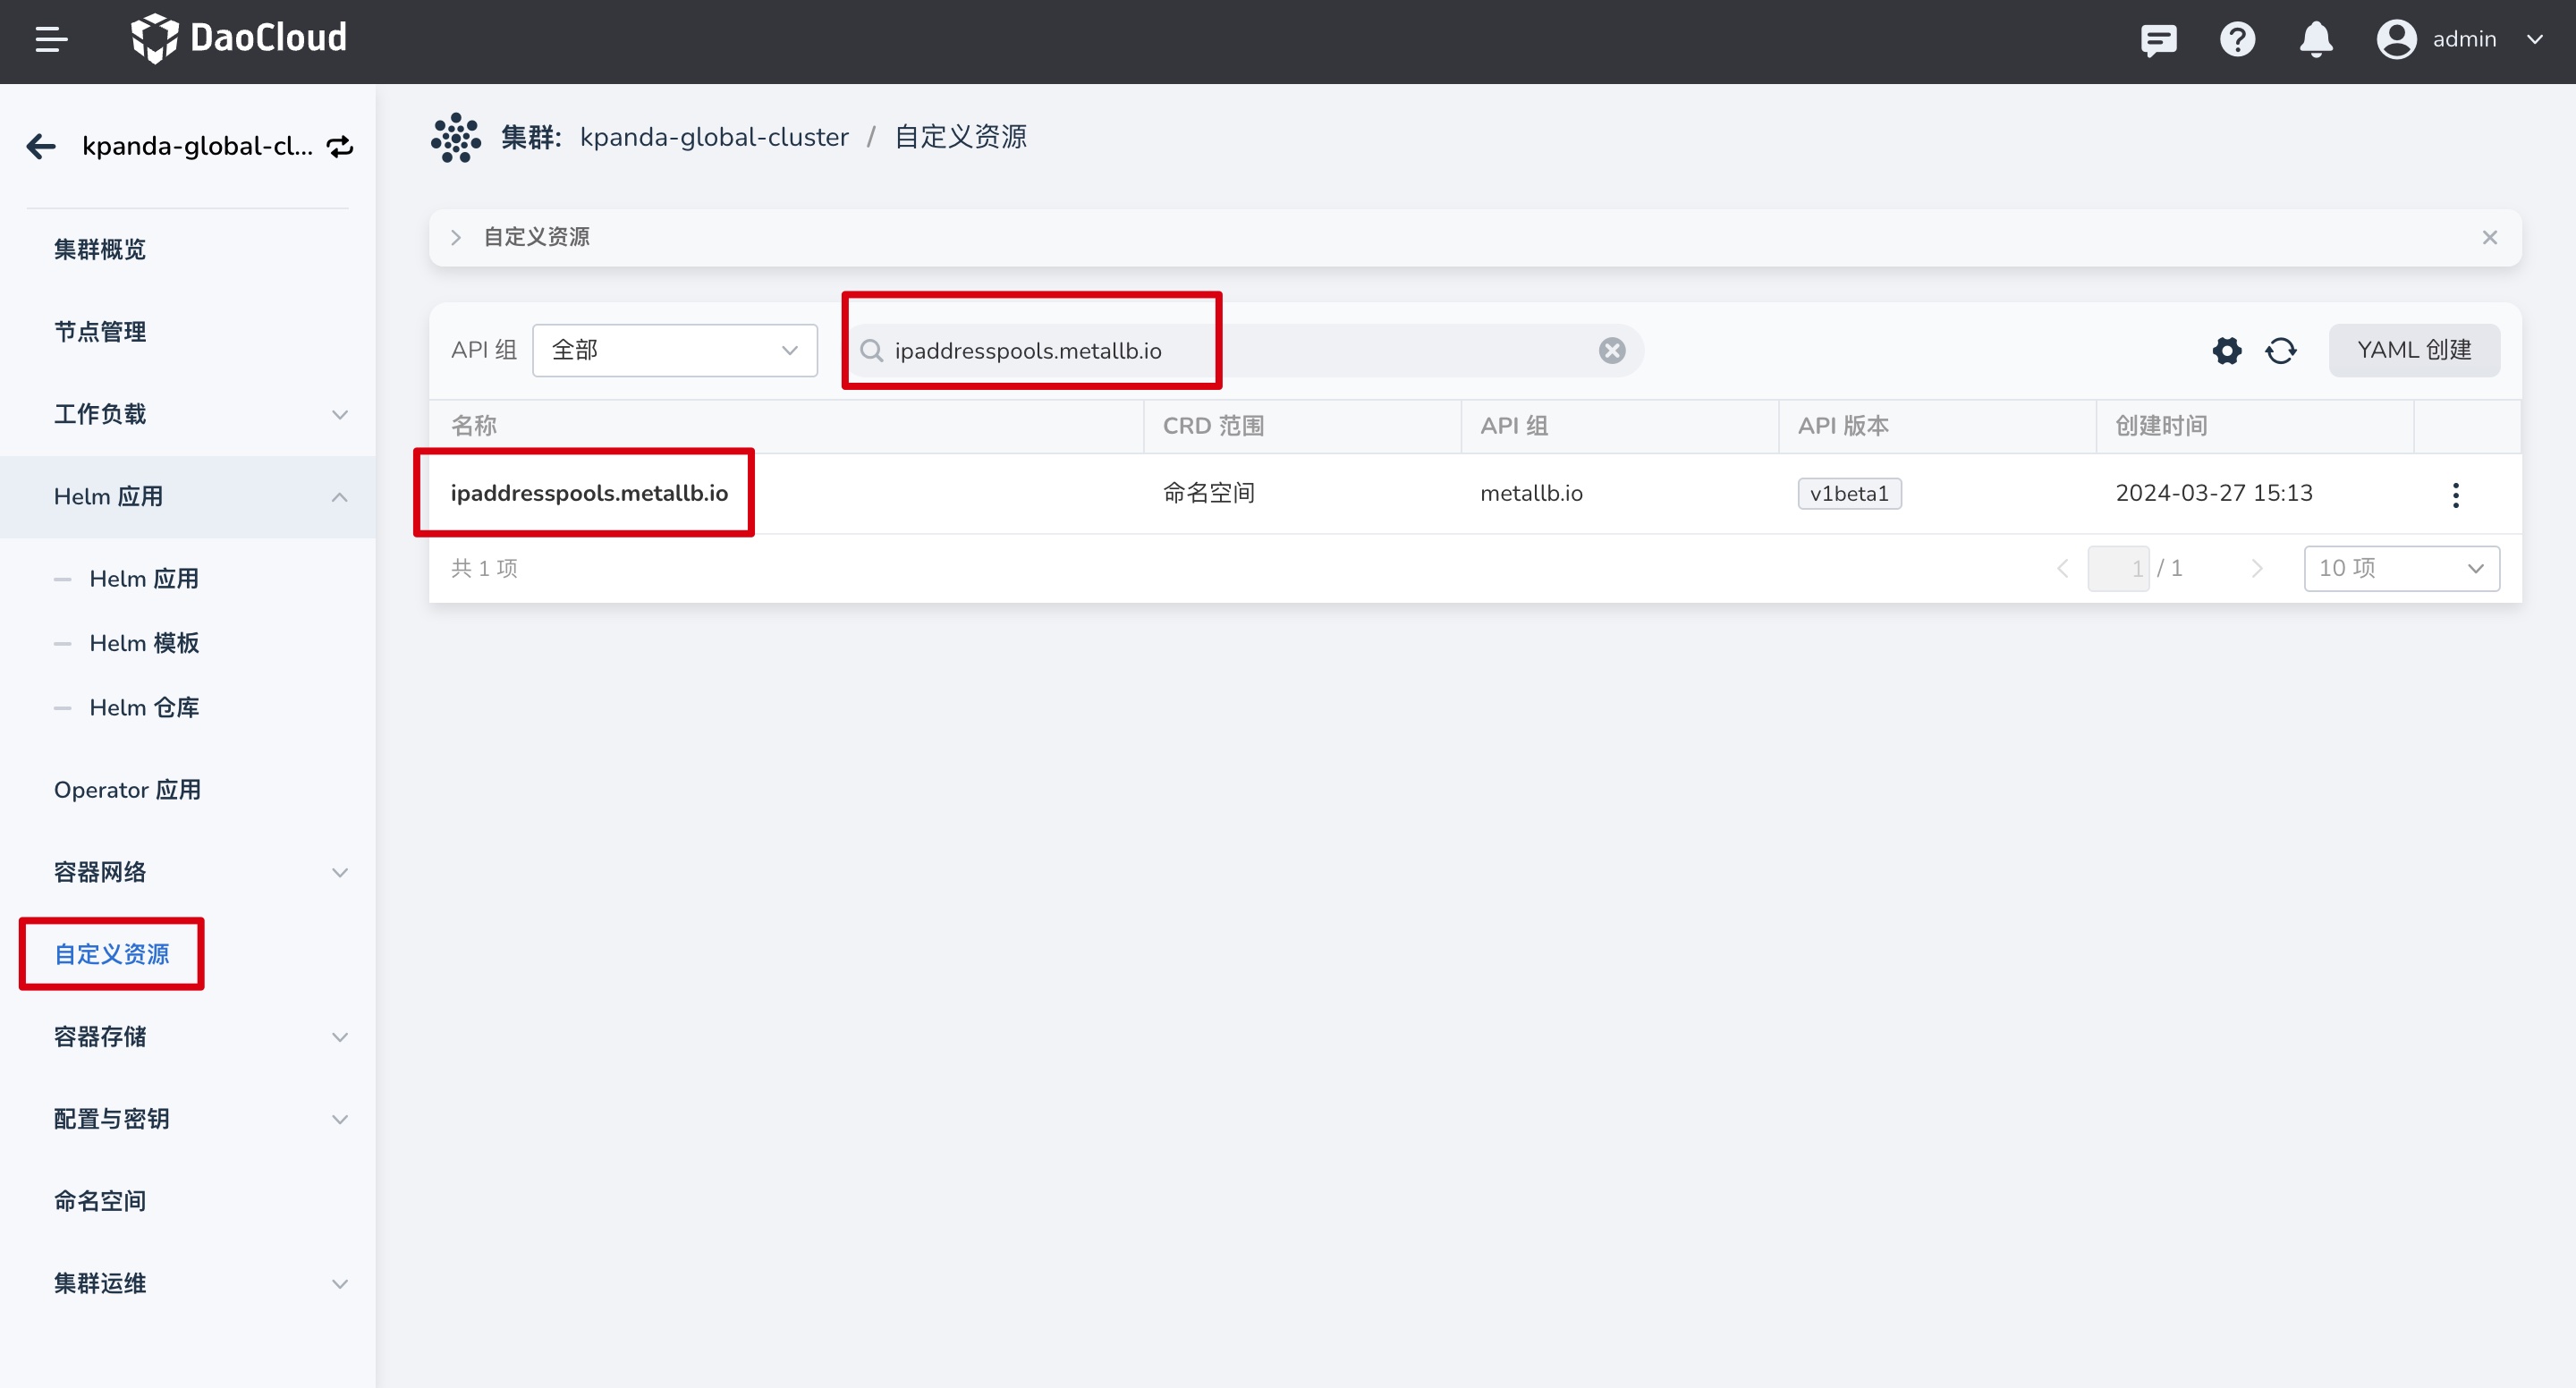 DaoCloud
admin
kpanda-global-cl...
集群概览
节点管理
工作负载
Helm 应用
Helm 应用
Helm 模板
Helm 仓库
Operator 应用
容器网络
自定义资源
容器存储
配置与密钥
命名空间
集群运维
集群: kpanda-global-cluster / 自定义资源
自定义资源
API 组 全部 ipaddresspools.metallb.io YAML 创建
名称 CRD 范围 API 组 API 版本 创建时间
ipaddresspools.metallb.io 命名空间 metallb.io v1beta1 2024-03-27 15:13
共 1 项 1 / 1 10 项